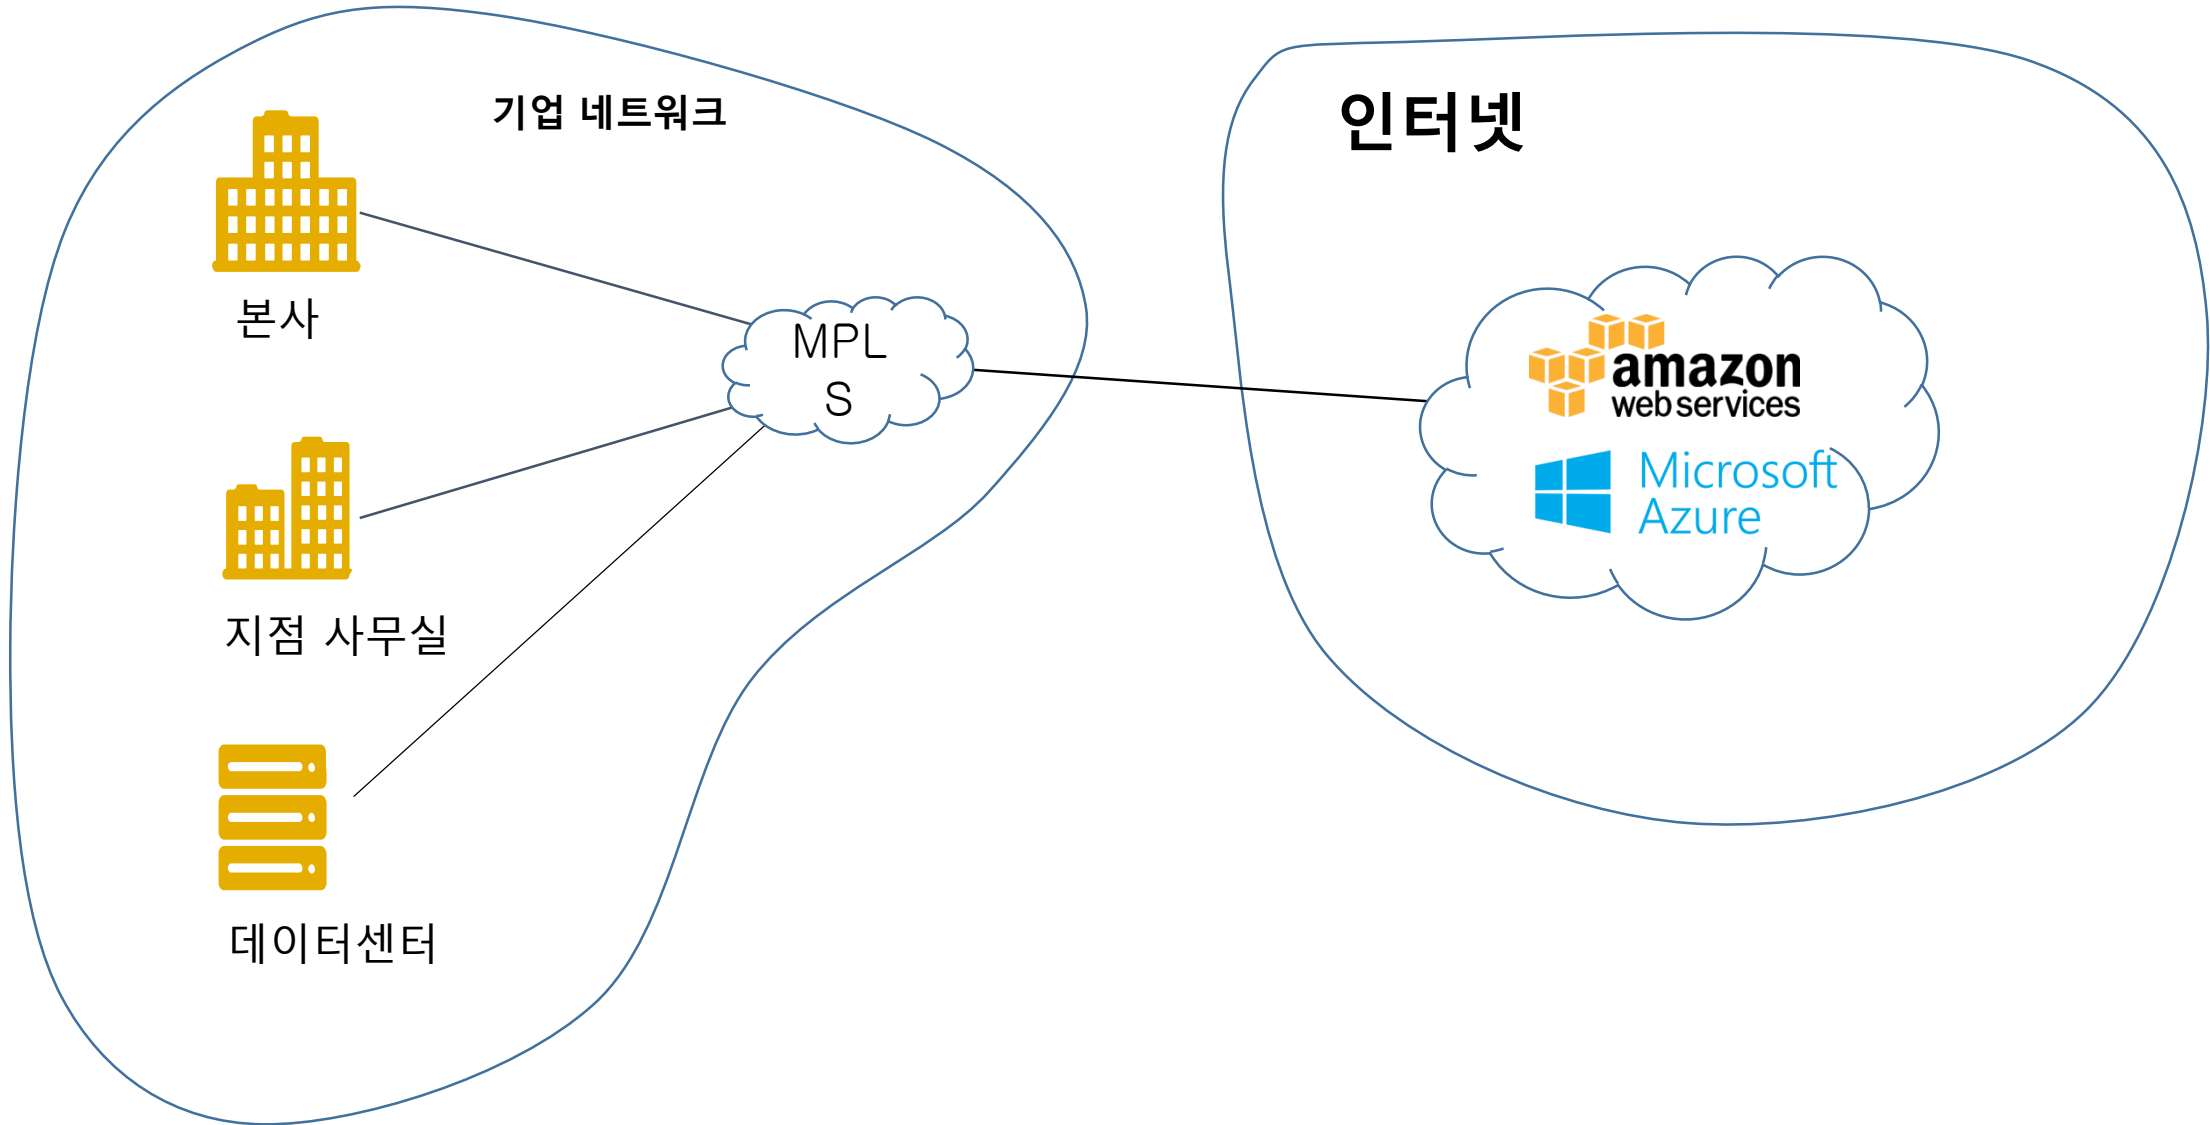 기업 네트워크
인터넷
본사
MPL
S
amazon
web services
Microsoft
Azure
지점 사무실
데이터센터